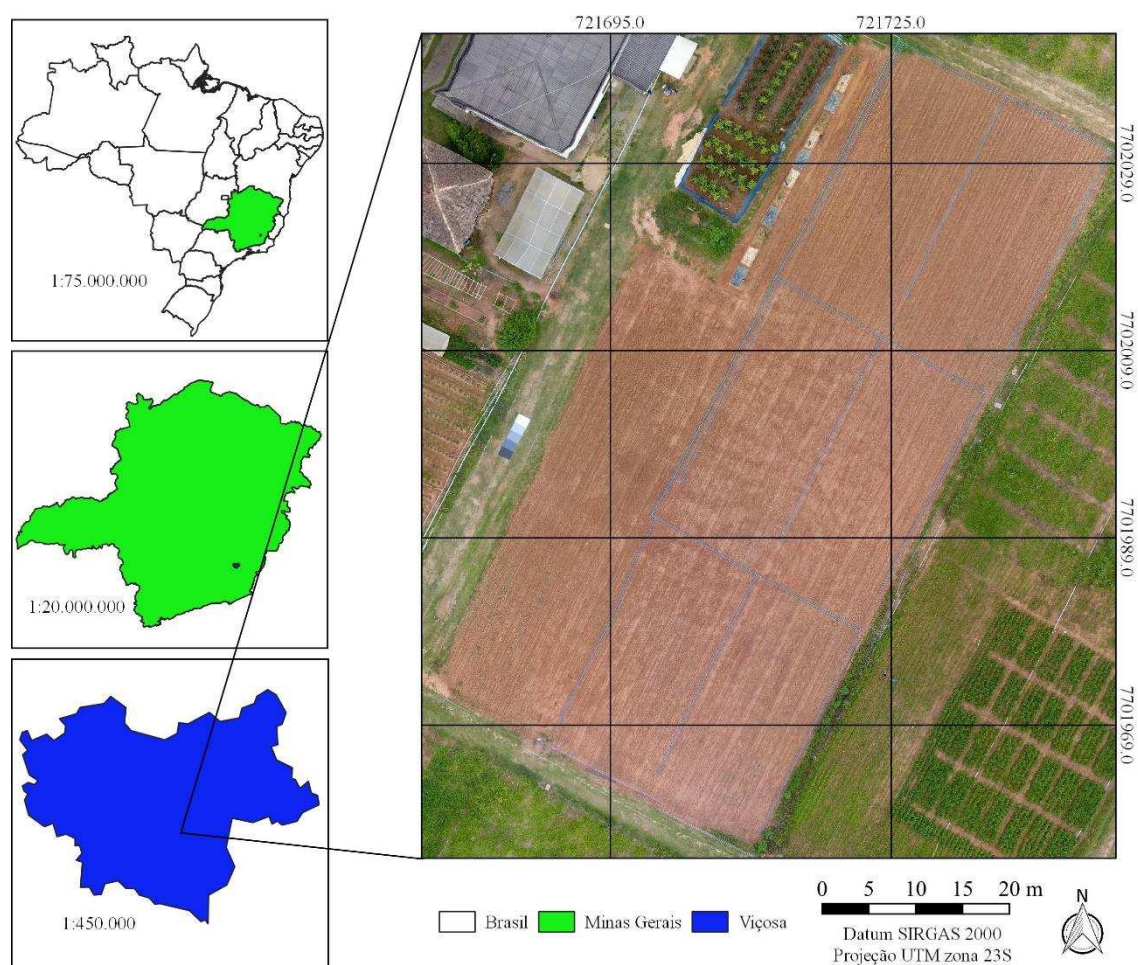 721695.0
721725.0
7702029.0
7702009.0
7701989.0
7701969.0
1:75.000.000
1:20.000.000
1:450.000
Brasil
Minas Gerais
Viçosa
0 5 10 15 20 m
Datum SIRGAS 2000
Projeção UTM zona 23S
N